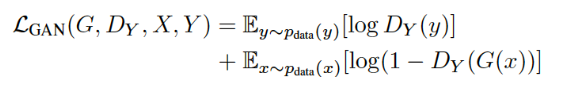 ℒ_GAN(G, D_Y, X, Y) = 𝔼_{y∼p_data(y)}[log D_Y(y)]
+ 𝔼_{x∼p_data(x)}[log(1 − D_Y(G(x))]